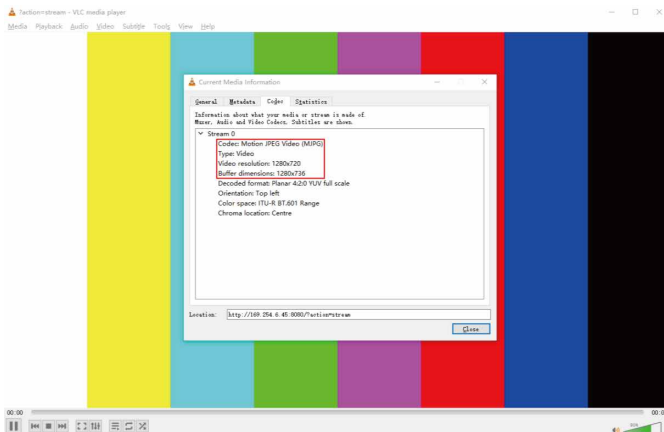 ?action=stream - VLC media player
Media Playback Audio Video Subtitle Tools View Help
Current Media Information
General Metadata Codec Statistics
Information about what your media or stream is made of.
Muxer, Audio and Video Codecs, Subtitles are shown.
Stream 0
Codec: Motion JPEG Video (MJPG)
Type: Video
Video resolution: 1280x720
Buffer dimensions: 1280x736
Decoded format: Planar 4:2:0 YUV full scale
Orientation: Top left
Color space: ITU-R BT.601 Range
Chroma location: Centre
Location: http://169.254.6.45:8080/?action=stream
Close
00:00 00:0